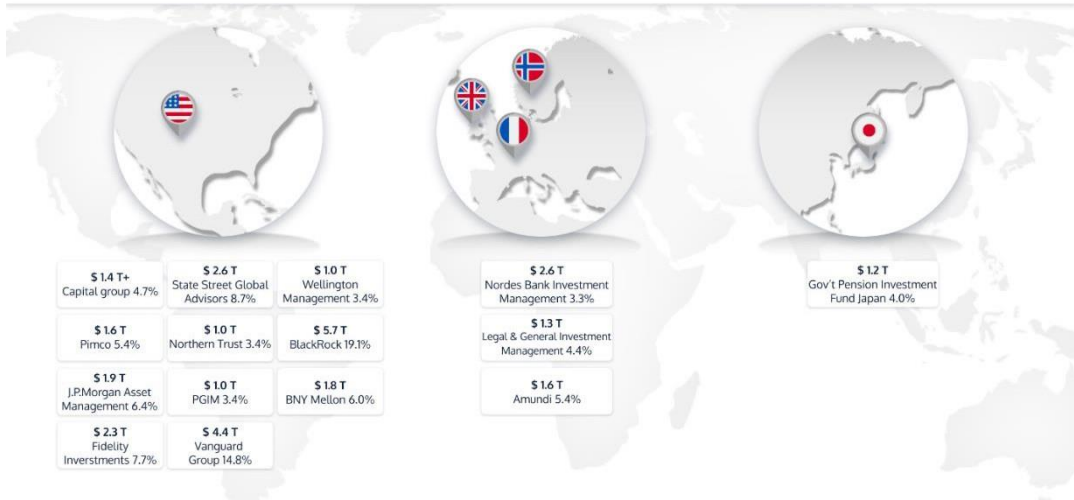 $ 1.4 T+
Capital group 4.7%
$ 2.6 T
State Street Global
Advisors 8.7%
$ 1.0 T
Wellington
Management 3.4%
$ 1.6 T
Pimco 5.4%
$ 1.0 T
Northern Trust 3.4%
$ 5.7 T
BlackRock 19.1%
$ 1.9 T
J.P.Morgan Asset
Management 6.4%
$ 1.0 T
PGIM 3.4%
$ 1.8 T
BNY Mellon 6.0%
$ 2.3 T
Fidelity
Inverstments 7.7%
$ 4.4 T
Vanguard
Group 14.8%
$ 2.6 T
Nordes Bank Investment
Management 3.3%
$ 1.3 T
Legal & General Investment
Management 4.4%
$ 1.6 T
Amundi 5.4%
$ 1.2 T
Gov't Pension Investment
Fund Japan 4.0%